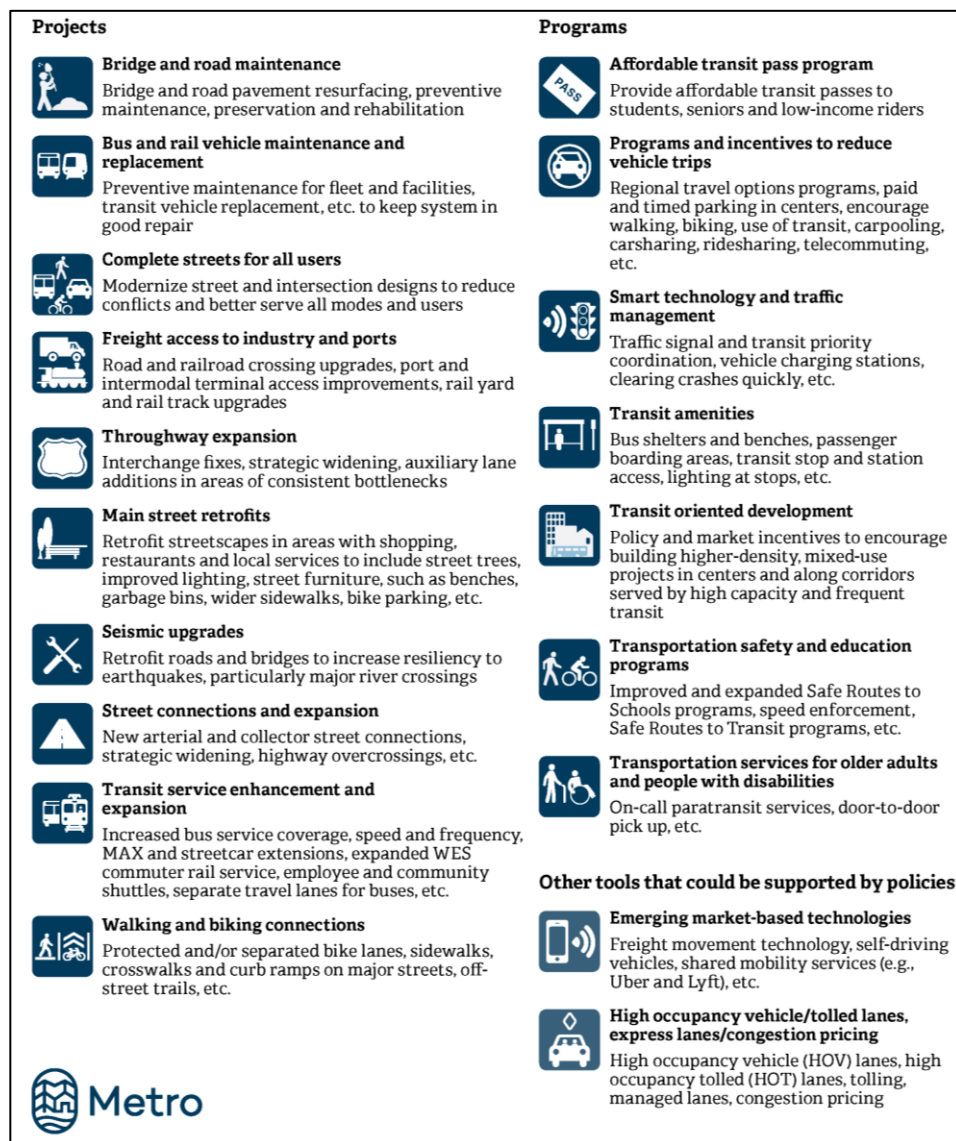 Projects
Bridge and road maintenance
Bridge and road pavement resurfacing, preventive
maintenance, preservation and rehabilitation
Bus and rail vehicle maintenance and
replacement
Preventive maintenance for fleet and facilities,
transit vehicle replacement, etc. to keep system in
good repair
Complete streets for all users
Modernize street and intersection designs to reduce
conflicts and better serve all modes and users
Freight access to industry and ports
Road and railroad crossing upgrades, port and
intermodal terminal access improvements, rail yard
and rail track upgrades
Throughway expansion
Interchange fixes, strategic widening, auxiliary lane
additions in areas of consistent bottlenecks
Main street retrofits
Retrofit streetscapes in areas with shopping,
restaurants and local services to include street trees,
improved lighting, street furniture, such as benches,
garbage bins, wider sidewalks, bike parking, etc.
Seismic upgrades
Retrofit roads and bridges to increase resiliency to
earthquakes, particularly major river crossings
Street connections and expansion
New arterial and collector street connections,
strategic widening, highway overcrossings, etc.
Transit service enhancement and
expansion
Increased bus service coverage, speed and frequency,
MAX and streetcar extensions, expanded WES
commuter rail service, employee and community
shuttles, separate travel lanes for buses, etc.
Walking and biking connections
Protected and/or separated bike lanes, sidewalks,
crosswalks and curb ramps on major streets, off-
street trails, etc.
Metro
Programs
PASS
Affordable transit pass program
Provide affordable transit passes to
students, seniors and low-income riders
Programs and incentives to reduce
vehicle trips
Regional travel options programs, paid
and timed parking in centers, encourage
walking, biking, use of transit, carpooling,
carsharing, ridesharing, telecommuting,
etc.
Smart technology and traffic
management
Traffic signal and transit priority
coordination, vehicle charging stations,
clearing crashes quickly, etc.
Transit amenities
Bus shelters and benches, passenger
boarding areas, transit stop and station
access, lighting at stops, etc.
Transit oriented development
Policy and market incentives to encourage
building higher-density, mixed-use
projects in centers and along corridors
served by high capacity and frequent
transit
Transportation safety and education
programs
Improved and expanded Safe Routes to
Schools programs, speed enforcement,
Safe Routes to Transit programs, etc.
Transportation services for older adults
and people with disabilities
On-call paratransit services, door-to-door
pick up, etc.
Other tools that could be supported by policies
Emerging market-based technologies
Freight movement technology, self-driving
vehicles, shared mobility services (e.g.,
Uber and Lyft), etc.
High occupancy vehicle/tolled lanes,
express lanes/congestion pricing
High occupancy vehicle (HOV) lanes, high
occupancy tolled (HOT) lanes, tolling,
managed lanes, congestion pricing